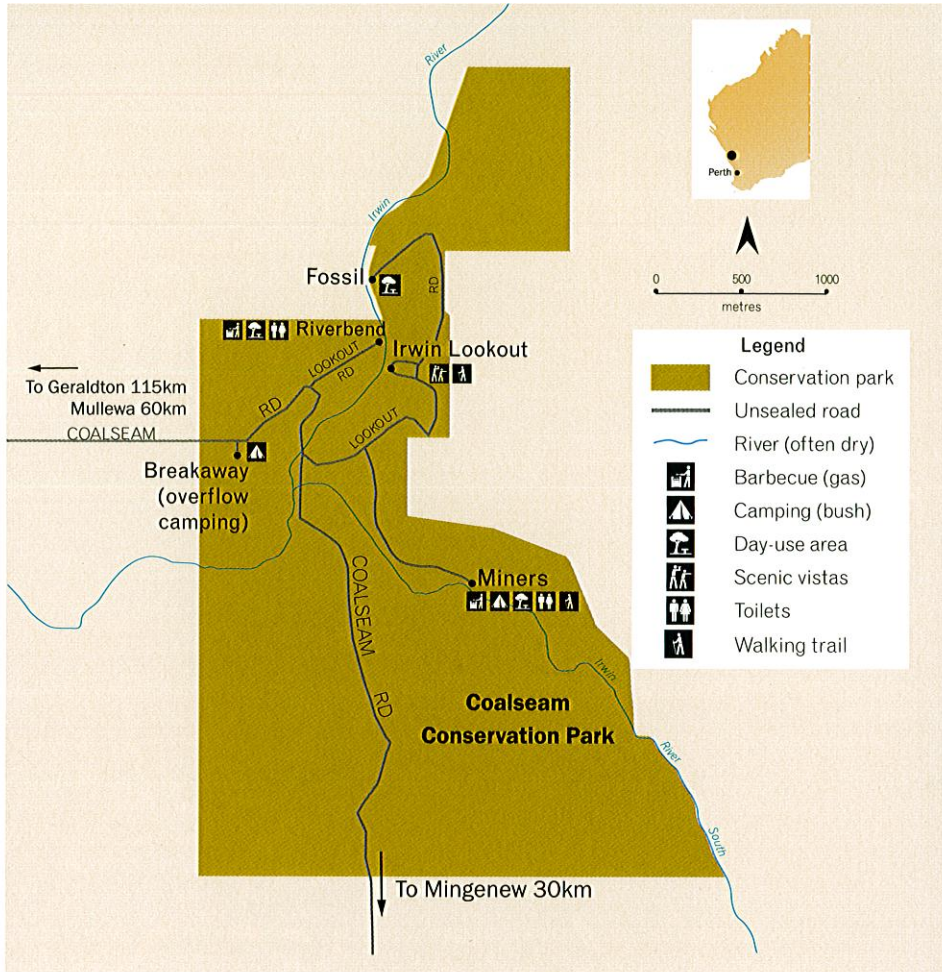 River
Irwin
Perth
0 500 1000
metres
Fossil
RD
Riverbend
Irwin Lookout
LOOKOUT
RD
To Geraldton 115km
Mullewa 60km
COALSEAM
RD
LOOKOUT
Breakaway
(overflow
camping)
COALSEAM
RD
Miners
Irwin
River
South
Coalseam
Conservation Park
To Mingenew 30km
Legend
Conservation park
Unsealed road
River (often dry)
Barbecue (gas)
Camping (bush)
Day-use area
Scenic vistas
Toilets
Walking trail